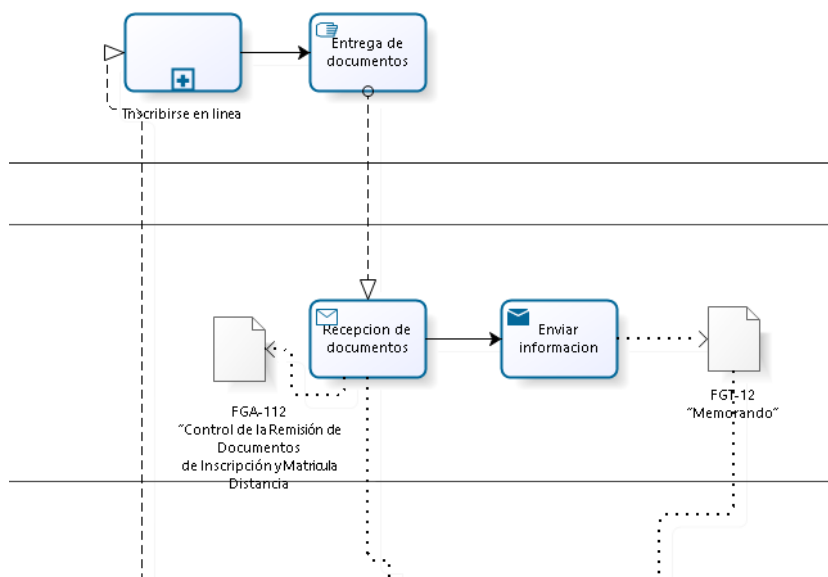 Entrega de
documentos
Inscribirse en linea
Recepcion de
documentos
Enviar
informacion
FGA-112
"Control de la Remisión de
Documentos
de Inscripción y Matricula
Distancia
FGT-12
"Memorando"